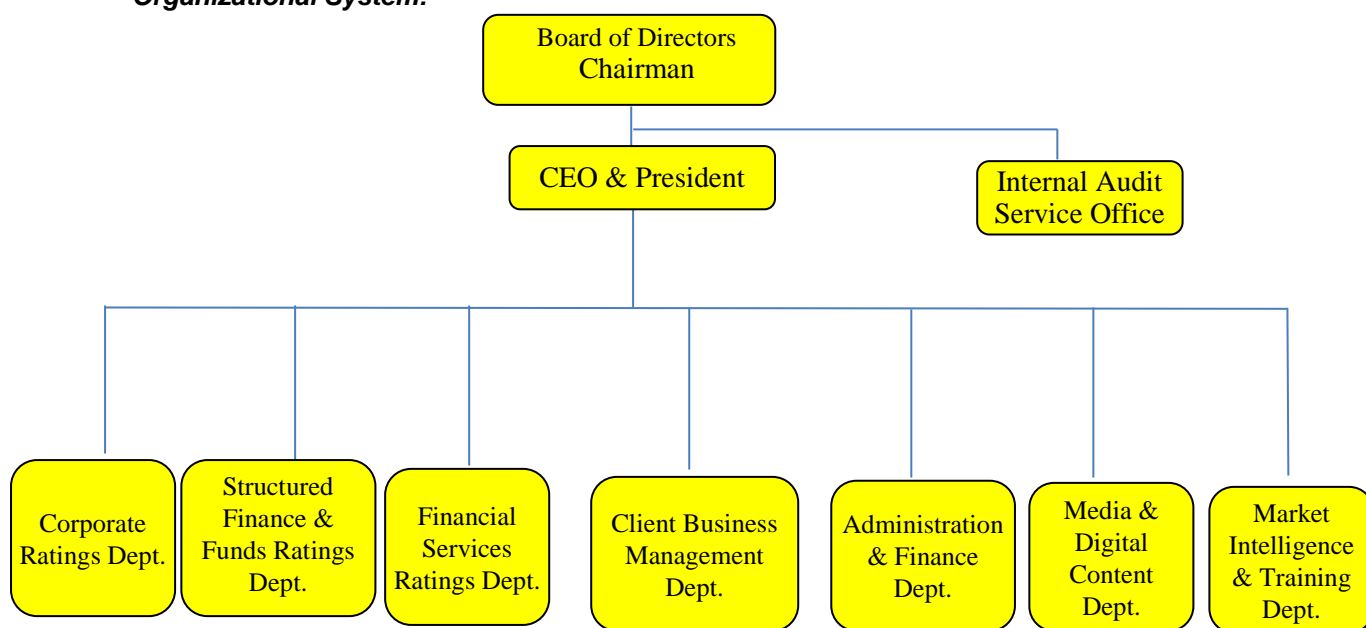 Organizational System:
Board of Directors
Chairman
CEO & President
Internal Audit
Service Office
Corporate
Ratings Dept.
Structured
Finance &
Funds Ratings
Dept.
Financial
Services
Ratings Dept.
Client Business
Management
Dept.
Administration
& Finance
Dept.
Media &
Digital
Content
Dept.
Market
Intelligence
& Training
Dept.